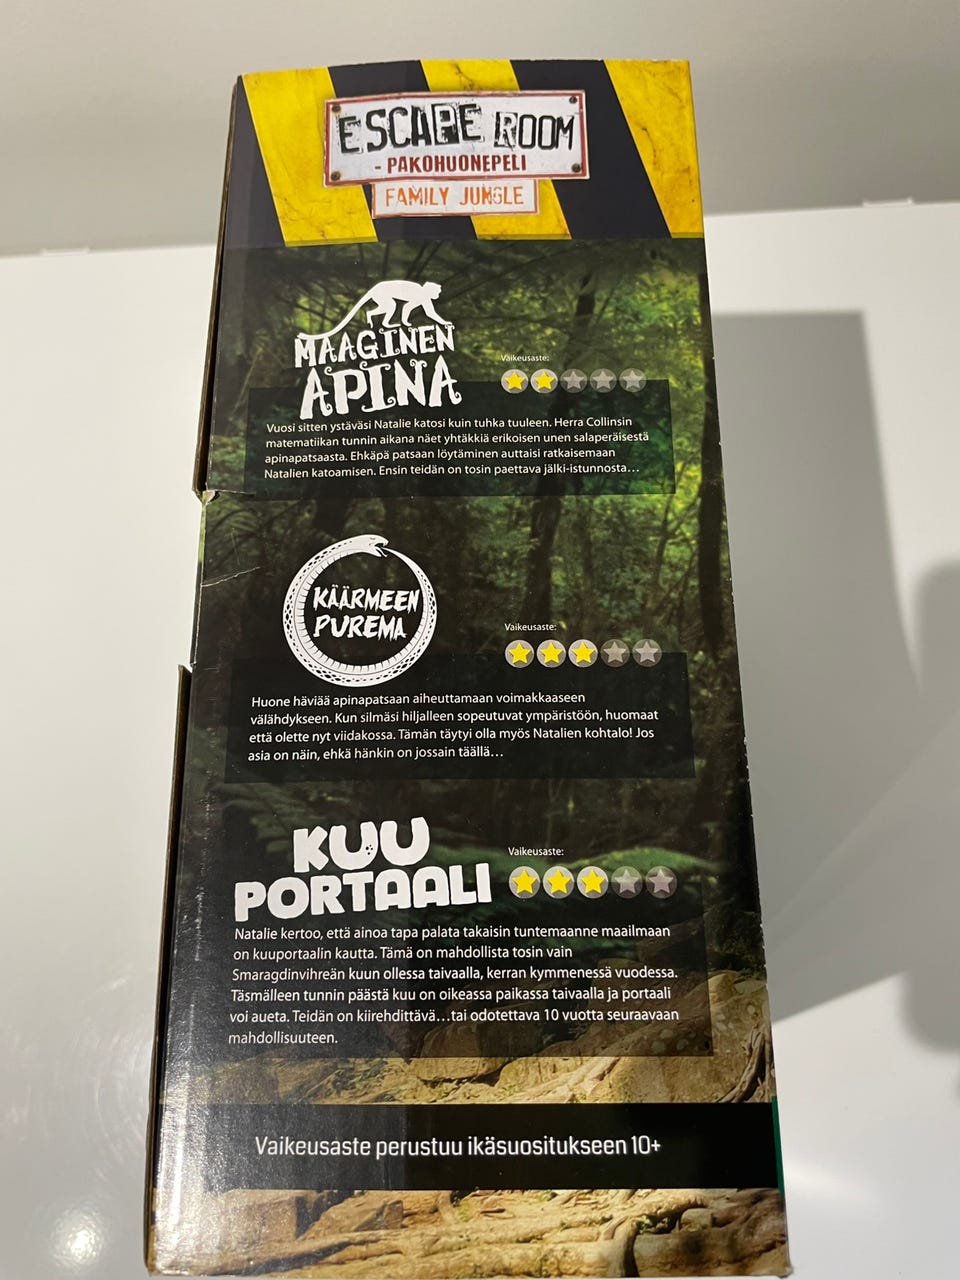 ESCAPE ROOM
- PAKOHUONEPELI
FAMILY JUNGLE
MAAGINEN
APINA
Vaikeusaste:
Vuosi sitten ystäväsi Natalie katosi kuin tuhka tuuleen. Herra Collinsin
matematiikan tunnin aikana näet yhtäkkiä erikoisen unen salaperäisestä
apinapatsaasta. Ehkäpä patsaan löytäminen auttaisi ratkaisemaan
Natalien katoamisen. Ensin teidän on tosin paettava jälki-istunnosta...
KÄÄRMEEN
PUREMA
Vaikeusaste:
Huone häviää apinapatsaan aiheuttamaan voimakkaaseen
välähdykseen. Kun silmäsi hiljalleen sopeutuvat ympäristöön, huomaat
että olette nyt viidakossa. Tämän täytyi olla myös Natalien kohtalo! Jos
asia on näin, ehkä hänkin on jossain täällä...
KUU
PORTAALI
Vaikeusaste:
Natalie kertoo, että ainoa tapa palata takaisin tuntemaanne maailmaan
on kuuportaalin kautta. Tämä on mahdollista tosin vain
Smaragdinvihreän kuun ollessa taivaalla, kerran kymmenessä vuodessa.
Täsmälleen tunnin päästä kuu on oikeassa paikassa taivaalla ja portaali
voi aueta. Teidän on kiirehdittävä...tai odotettava 10 vuotta seuraavaan
mahdollisuuteen.
Vaikeusaste perustuu ikäsuositukseen 10+